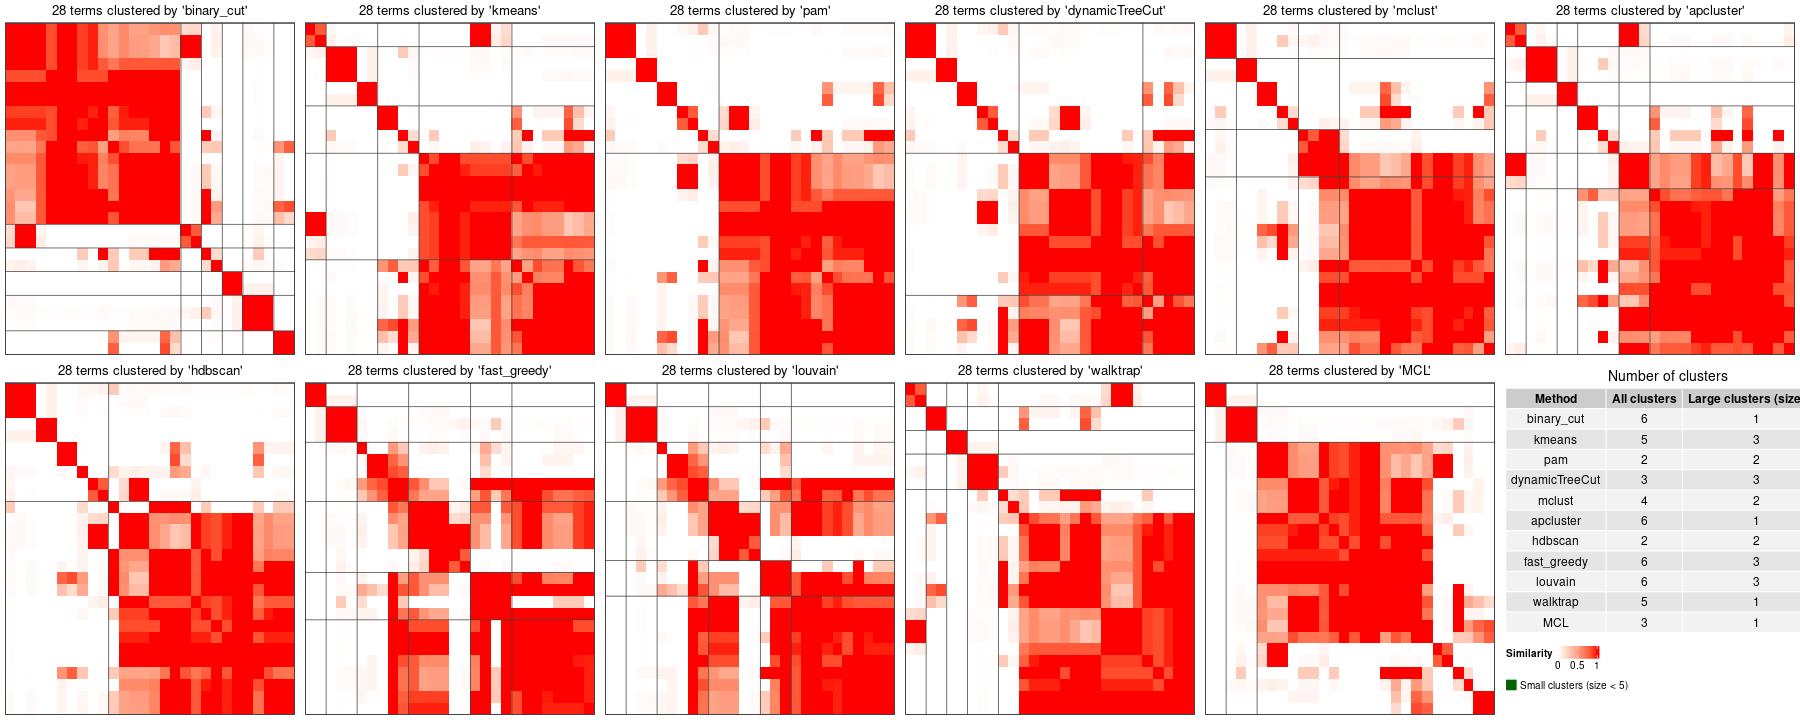 28 terms clustered by 'binary_cut'
28 terms clustered by 'kmeans'
28 terms clustered by 'pam'
28 terms clustered by 'dynamicTreeCut'
28 terms clustered by 'mclust'
28 terms clustered by 'apcluster'
28 terms clustered by 'hdbscan'
28 terms clustered by 'fast_greedy'
28 terms clustered by 'louvain'
28 terms clustered by 'walktrap'
28 terms clustered by 'MCL'
Number of clusters
Method All clusters Large clusters (size
binary_cut 6 1
kmeans 5 3
pam 2 2
dynamicTreeCut 3 3
mclust 4 2
apcluster 6 1
hdbscan 2 2
fast_greedy 6 3
louvain 6 3
walktrap 5 1
MCL 3 1
Similarity
0 0.5 1
Small clusters (size < 5)